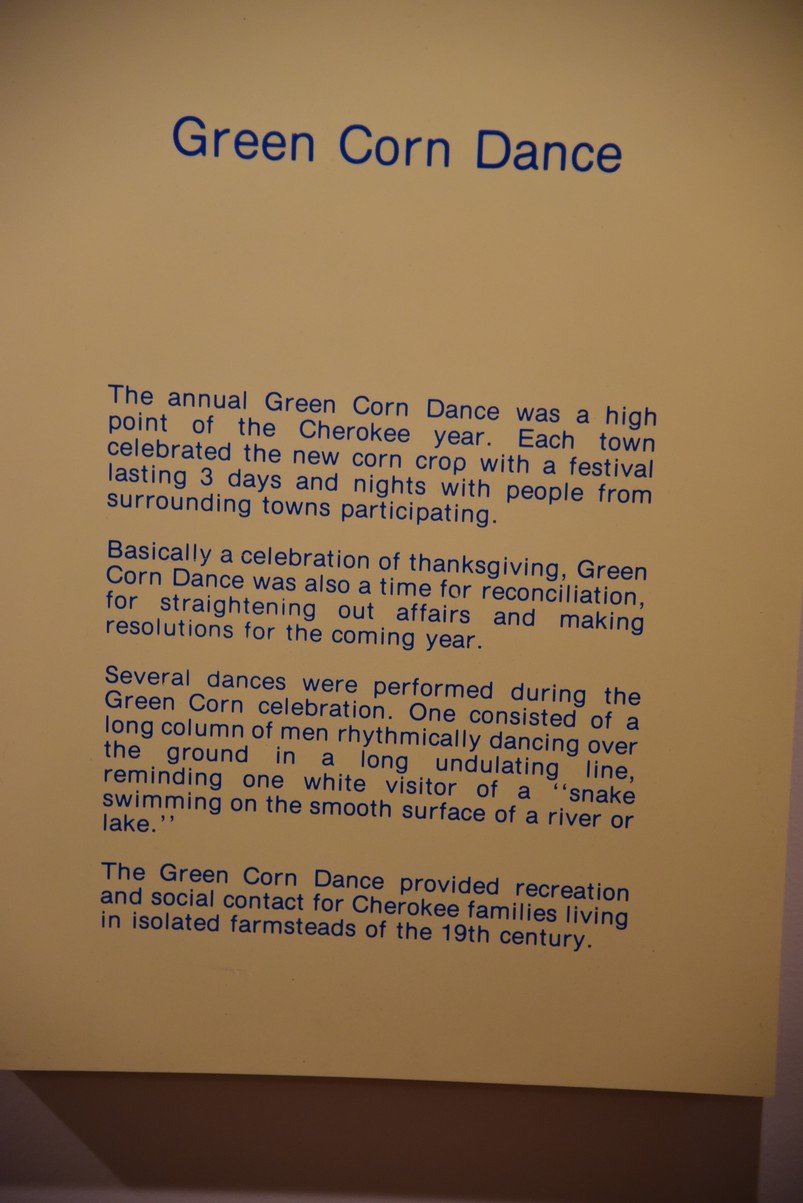 Green Corn Dance
The annual Green Corn Dance was a high
point of the Cherokee year. Each town
celebrated the new corn crop with a festival
lasting 3 days and nights with people from
surrounding towns participating.
Basically a celebration of thanksgiving, Green
Corn Dance was also a time for reconciliation,
for straightening out affairs and making
resolutions for the coming year.
Several dances were performed during the
Green Corn celebration. One consisted of a
long column of men rhythmically dancing over
the ground in a long undulating line,
reminding one white visitor of a ‘‘snake
swimming on the smooth surface of a river or
lake.’’
The Green Corn Dance provided recreation
and social contact for Cherokee families living
in isolated farmsteads of the 19th century.